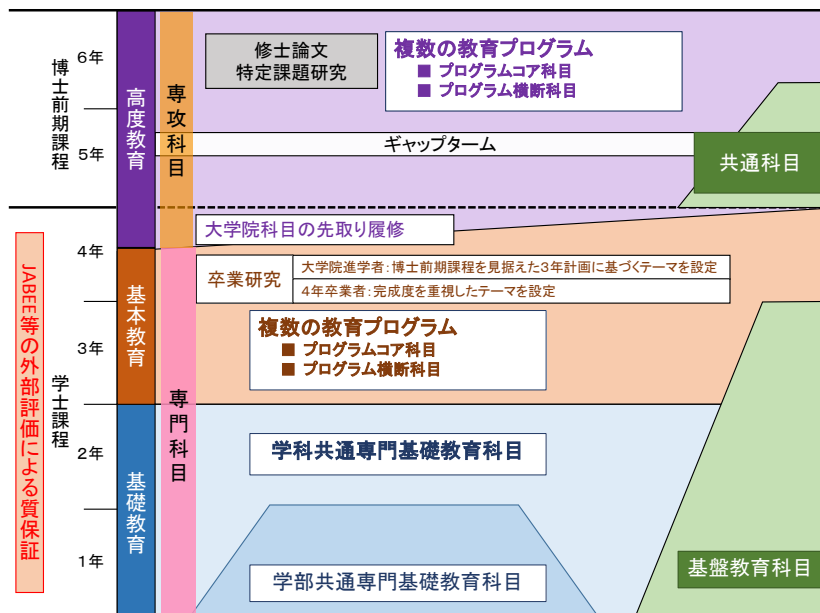 博士前期課程
6年
5年
高度教育
専攻科目
修士論文
特定課題研究
複数の教育プログラム
■ プログラムコア科目
■ プログラム横断科目
ギャップターム
共通科目
大学院科目の先取り履修
JABEE等の外部評価による質保証
学士課程
4年
3年
2年
1年
基本教育
基礎教育
専門科目
卒業研究
大学院進学者:博士前期課程を見据えた3年計画に基づくテーマを設定
4年卒業者:完成度を重視したテーマを設定
複数の教育プログラム
■ プログラムコア科目
■ プログラム横断科目
学科共通専門基礎教育科目
学部共通専門基礎教育科目
基盤教育科目